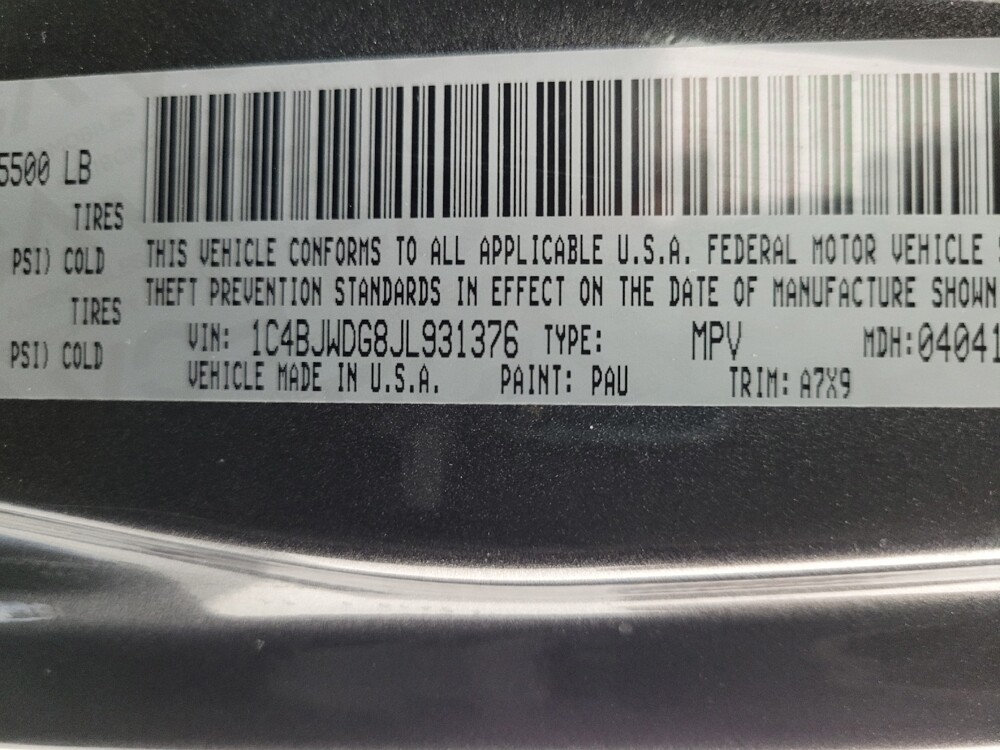 5500 LB
TIRES
PSI) COLD
TIRES
PSI) COLD
THIS VEHICLE CONFORMS TO ALL APPLICABLE U.S.A. FEDERAL MOTOR VEHICLE
THEFT PREVENTION STANDARDS IN EFFECT ON THE DATE OF MANUFACTURE SHOWN
VIN: 1C4BJWDG8JL931376 TYPE: MPV MDH:04041
VEHICLE MADE IN U.S.A. PAINT: PAU TRIM: A7X9